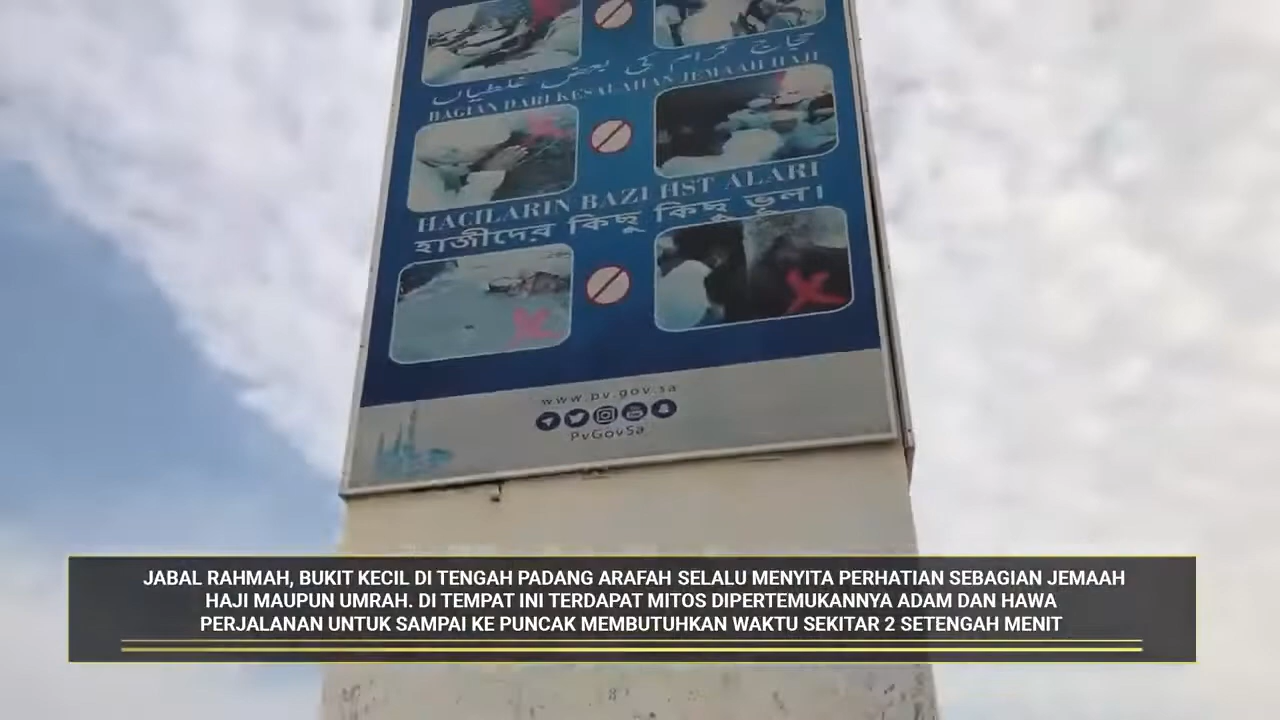 حجاج كرام كى بعض غلطیاں
BAGIAN DARI KESALAHAN JEMAAH HAJI
HACILARIN BAZI HST ALARI
হাজীদের কিছু কিছু ভুল।
www.pv.gov.sa
PvGovSa
JABAL RAHMAH, BUKIT KECIL DI TENGAH PADANG ARAFAH SELALU MENYITA PERHATIAN SEBAGIAN JEMAAH
HAJI MAUPUN UMRAH. DI TEMPAT INI TERDAPAT MITOS DIPERTEMUKANNYA ADAM DAN HAWA
PERJALANAN UNTUK SAMPAI KE PUNCAK MEMBUTUHKAN WAKTU SEKITAR 2 SETENGAH MENIT